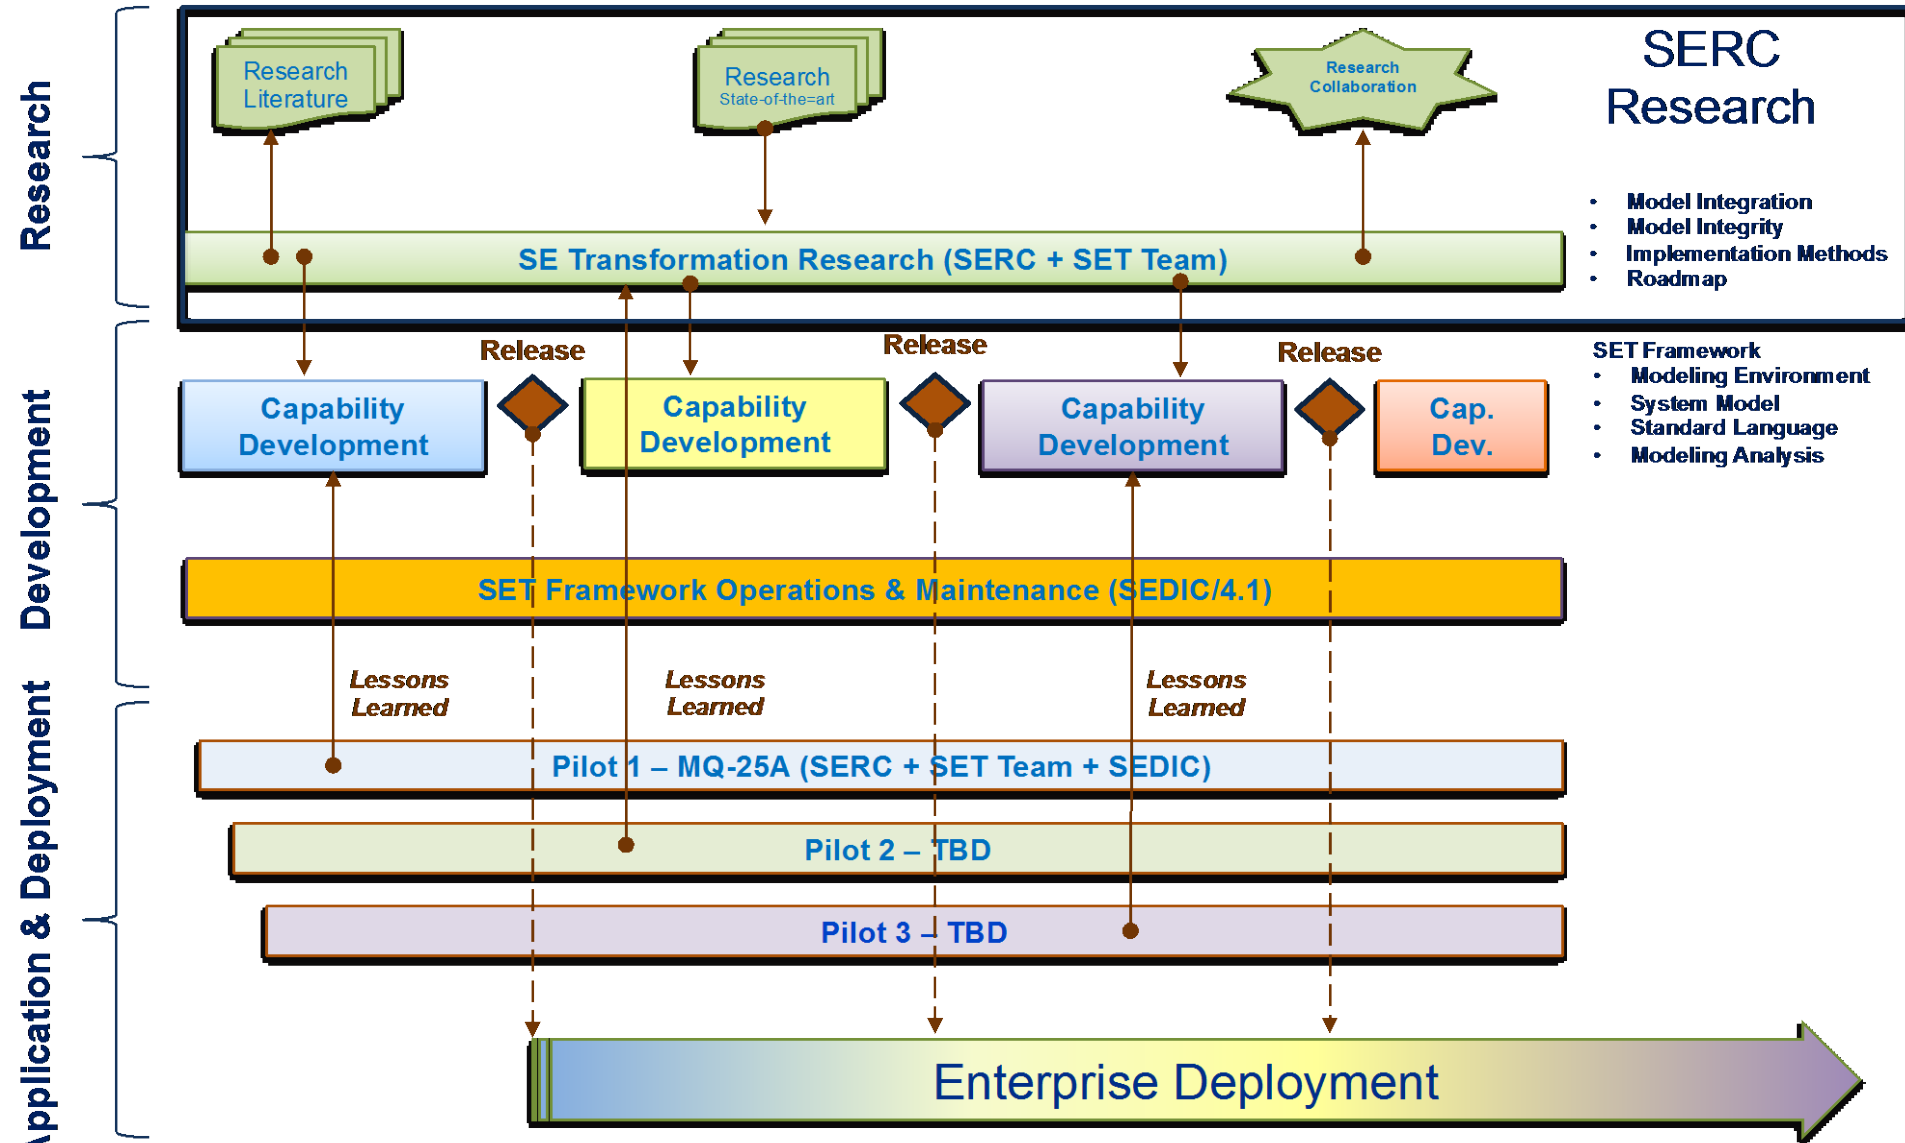 Research
Research
Literature
Research
State-of-the=art
Research
Collaboration
SERC
Research
• Model Integration
• Model Integrity
• Implementation Methods
• Roadmap
SE Transformation Research (SERC + SET Team)
Development
Release
Release
Release
SET Framework
• Modeling Environment
• System Model
• Standard Language
• Modeling Analysis
Capability
Development
Capability
Development
Capability
Development
Cap.
Dev.
SET Framework Operations & Maintenance (SEDIC/4.1)
Lessons
Learned
Lessons
Learned
Lessons
Learned
Application & Deployment
Pilot 1 – MQ-25A (SERC + SET Team + SEDIC)
Pilot 2 – TBD
Pilot 3 – TBD
Enterprise Deployment